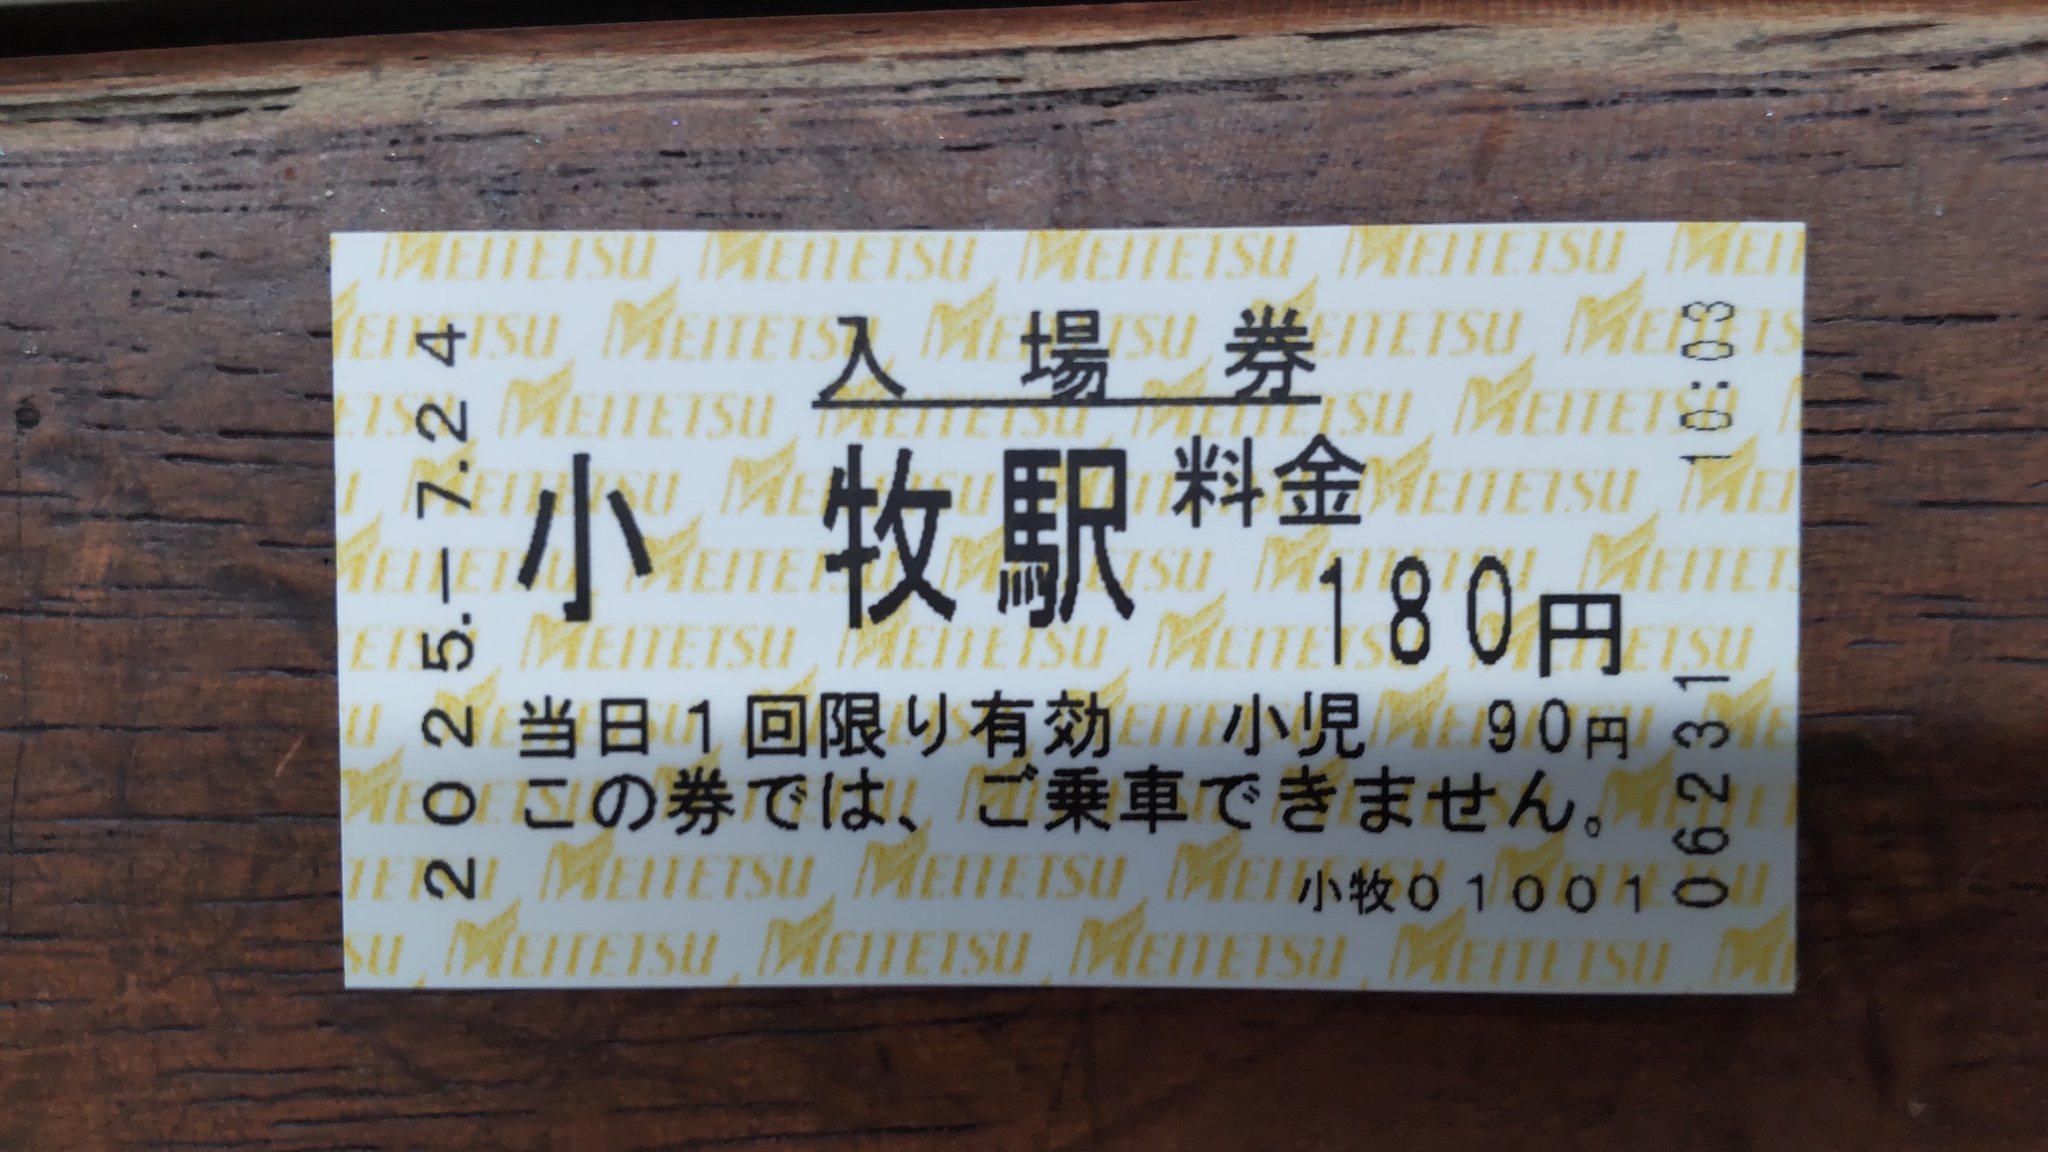 入場券
小牧駅 料金
180円
当日1回限り有効 小児 90円
この券では、ご乗車できません。
小牧01001
2025.-7.24
06231 10:03
MEITETSU